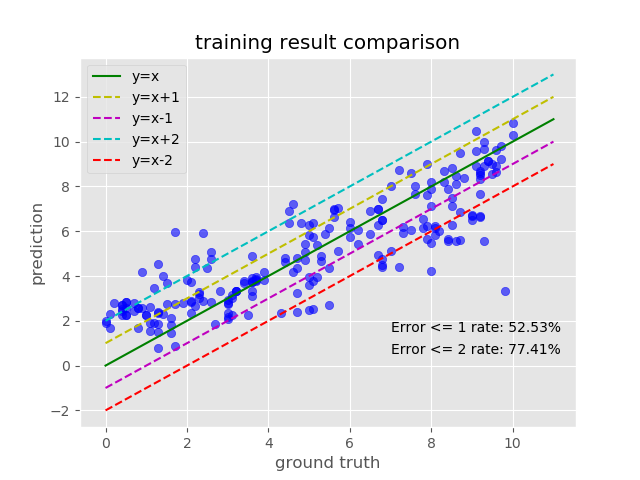 training result comparison
y=x
y=x+1
y=x-1
y=x+2
y=x-2
12
10
8
6
4
2
0
−2
prediction
Error <= 1 rate: 52.53%
Error <= 2 rate: 77.41%
0 2 4 6 8 10
ground truth